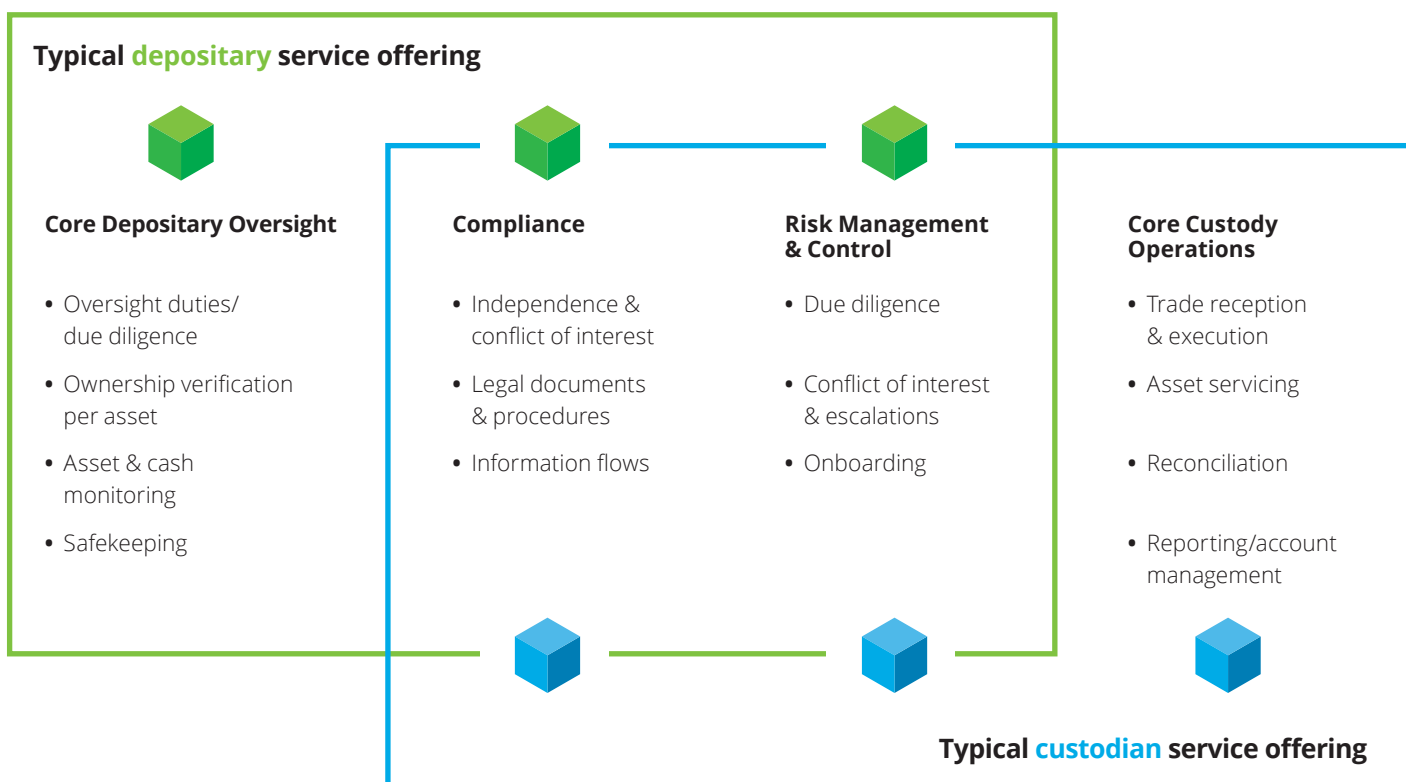 Typical depositary service offering
Core Depositary Oversight
• Oversight duties/
due diligence
• Ownership verification
per asset
• Asset & cash
monitoring
• Safekeeping
Compliance
• Independence &
conflict of interest
• Legal documents
& procedures
• Information flows
Risk Management
& Control
• Due diligence
• Conflict of interest
& escalations
• Onboarding
Core Custody
Operations
• Trade reception
& execution
• Asset servicing
• Reconciliation
• Reporting/account
management
Typical custodian service offering